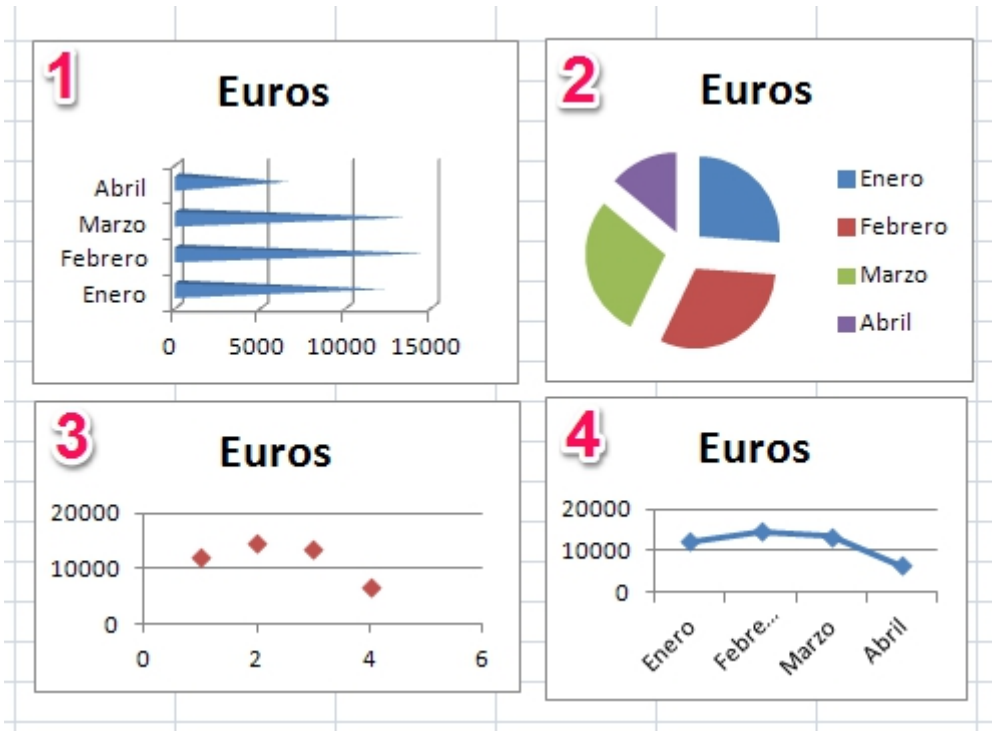 1
Euros
Abril
Marzo
Febrero
Enero
0 5000 10000 15000
2
Euros
Enero
Febrero
Marzo
Abril
3
Euros
20000
10000
0
0 2 4 6
4
Euros
20000
10000
0
Enero Febre... Marzo Abril